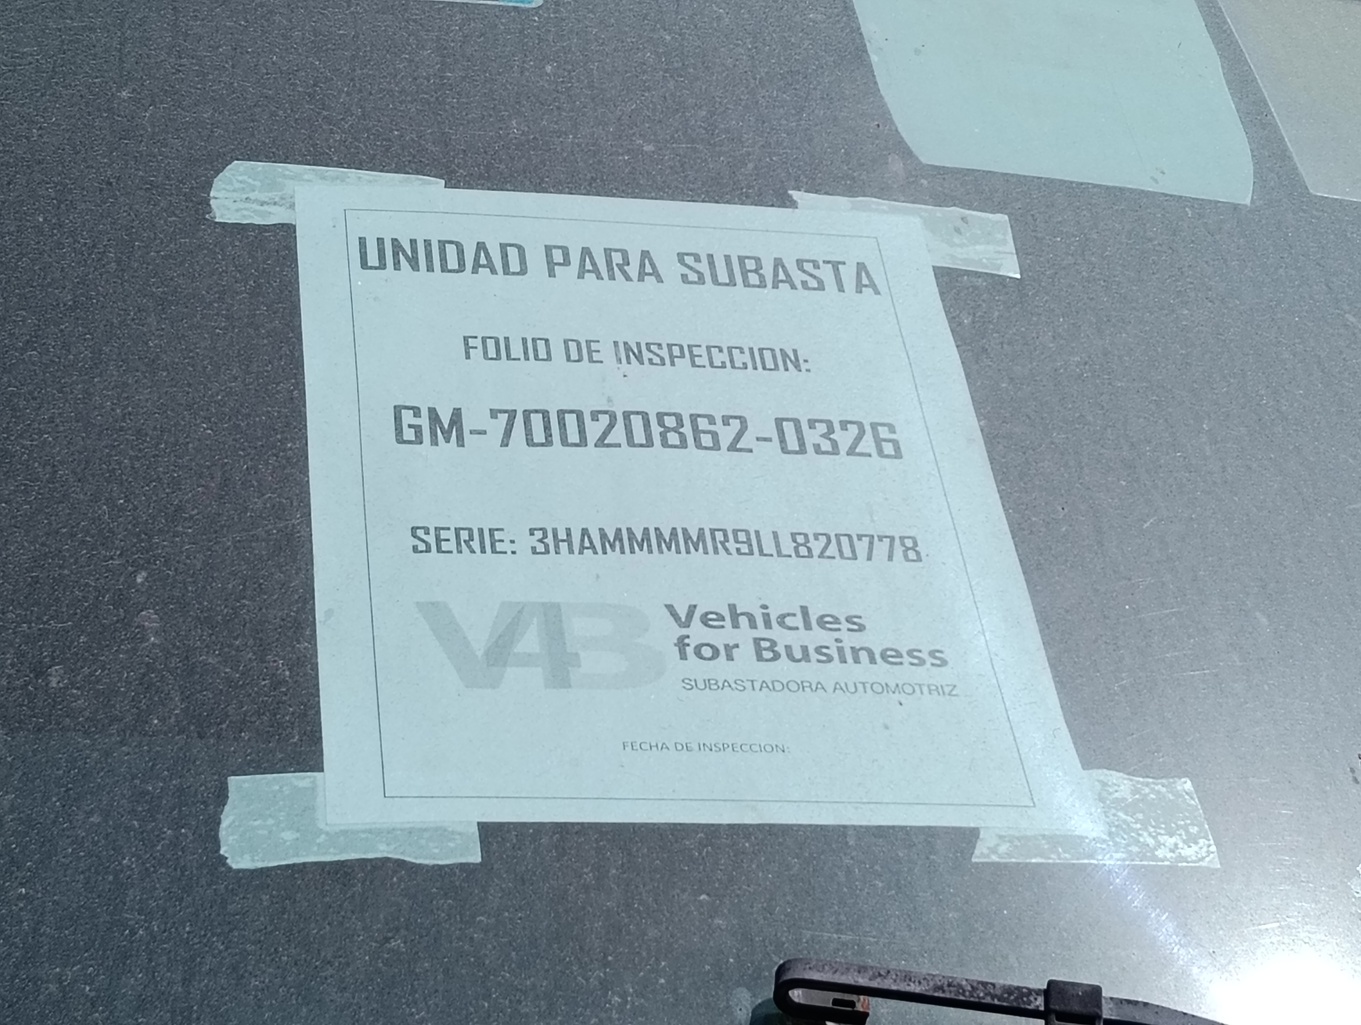 UNIDAD PARA SUBASTA
FOLIO DE INSPECCION:
GM-70020862-0326
SERIE: 3HAMMMMR9LL820778
V4B Vehicles
for Business
SUBASTADORA AUTOMOTRIZ
FECHA DE INSPECCION: